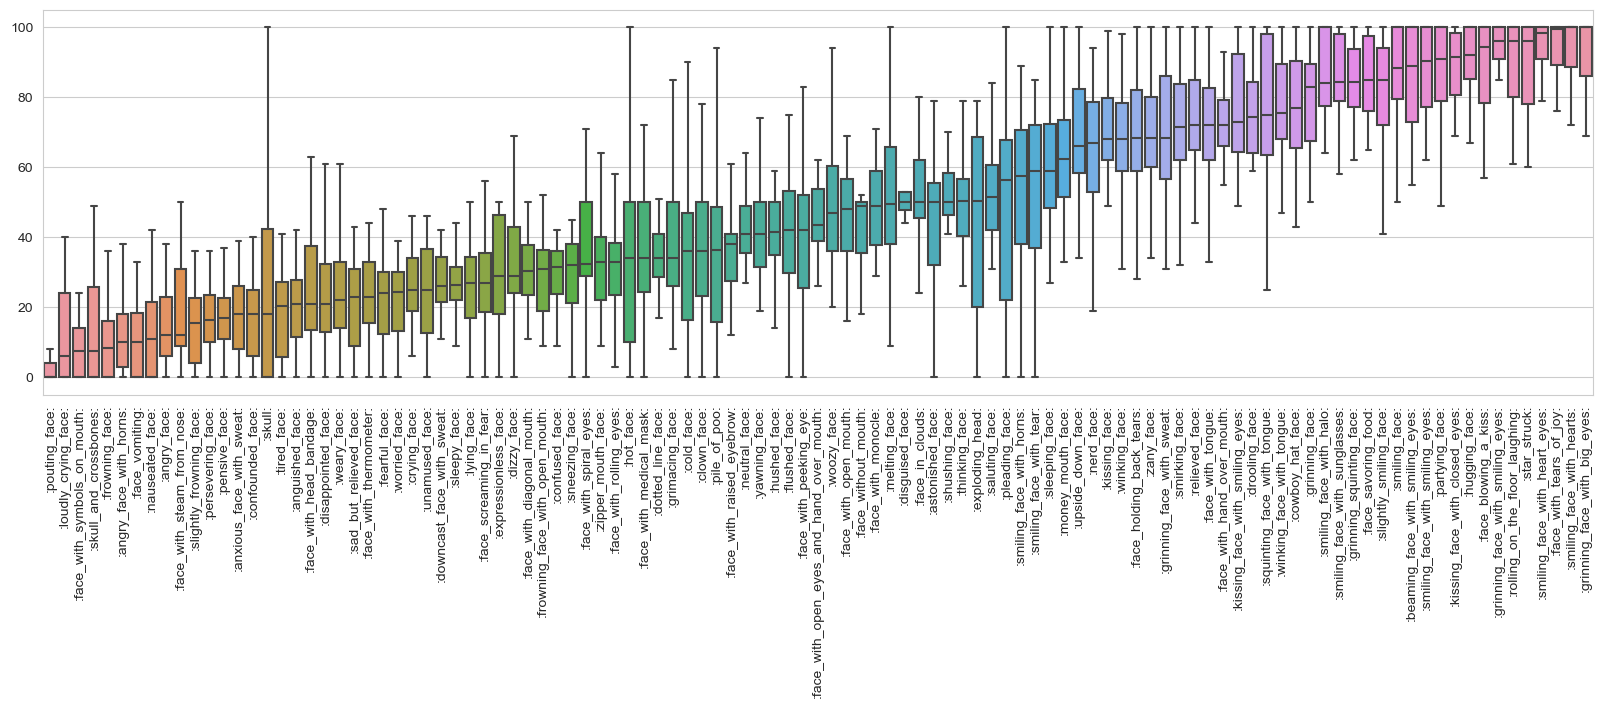 100
80
60
40
20
0
:pouting_face:
:loudly_crying_face:
:face_with_symbols_on_mouth:
:skull_and_crossbones:
:frowning_face:
:angry_face_with_horns:
:face_vomiting:
:nauseated_face:
:angry_face:
:face_with_steam_from_nose:
:slightly_frowning_face:
:persevering_face:
:pensive_face:
:anxious_face_with_sweat:
:confounded_face:
:skull:
:tired_face:
:anguished_face:
:face_with_head_bandage:
:disappointed_face:
:weary_face:
:sad_but_relieved_face:
:face_with_thermometer:
:fearful_face:
:worried_face:
:crying_face:
:unamused_face:
:downcast_face_with_sweat:
:sleepy_face:
:lying_face:
:face_screaming_in_fear:
:expressionless_face:
:dizzy_face:
:face_with_diagonal_mouth:
:frowning_face_with_open_mouth:
:confused_face:
:sneezing_face:
:face_with_spiral_eyes:
:zipper_mouth_face:
:face_with_rolling_eyes:
:hot_face:
:face_with_medical_mask:
:dotted_line_face:
:grimacing_face:
:cold_face:
:clown_face:
:pile_of_poo:
:face_with_raised_eyebrow:
:neutral_face:
:yawning_face:
:hushed_face:
:flushed_face:
:face_with_peeking_eye:
:face_with_open_eyes_and_hand_over_mouth:
:woozy_face:
:face_with_open_mouth:
:face_without_mouth:
:face_with_monocle:
:melting_face:
:disguised_face:
:face_in_clouds:
:astonished_face:
:shushing_face:
:thinking_face:
:exploding_head:
:saluting_face:
:pleading_face:
:smiling_face_with_horns:
:smiling_face_with_tear:
:sleeping_face:
:money_mouth_face:
:upside_down_face:
:nerd_face:
:kissing_face:
:winking_face:
:face_holding_back_tears:
:zany_face:
:grinning_face_with_sweat:
:smirking_face:
:relieved_face:
:face_with_tongue:
:face_with_hand_over_mouth:
:kissing_face_with_smiling_eyes:
:drooling_face:
:squinting_face_with_tongue:
:winking_face_with_tongue:
:cowboy_hat_face:
:grinning_face:
:smiling_face_with_halo:
:smiling_face_with_sunglasses:
:grinning_squinting_face:
:face_savoring_food:
:slightly_smiling_face:
:smiling_face:
:beaming_face_with_smiling_eyes:
:smiling_face_with_smiling_eyes:
:partying_face:
:kissing_face_with_closed_eyes:
:hugging_face:
:face_blowing_a_kiss:
:grinning_face_with_smiling_eyes:
:rolling_on_the_floor_laughing:
:star_struck:
:smiling_face_with_heart_eyes:
:face_with_tears_of_joy:
:smiling_face_with_hearts:
:grinning_face_with_big_eyes: